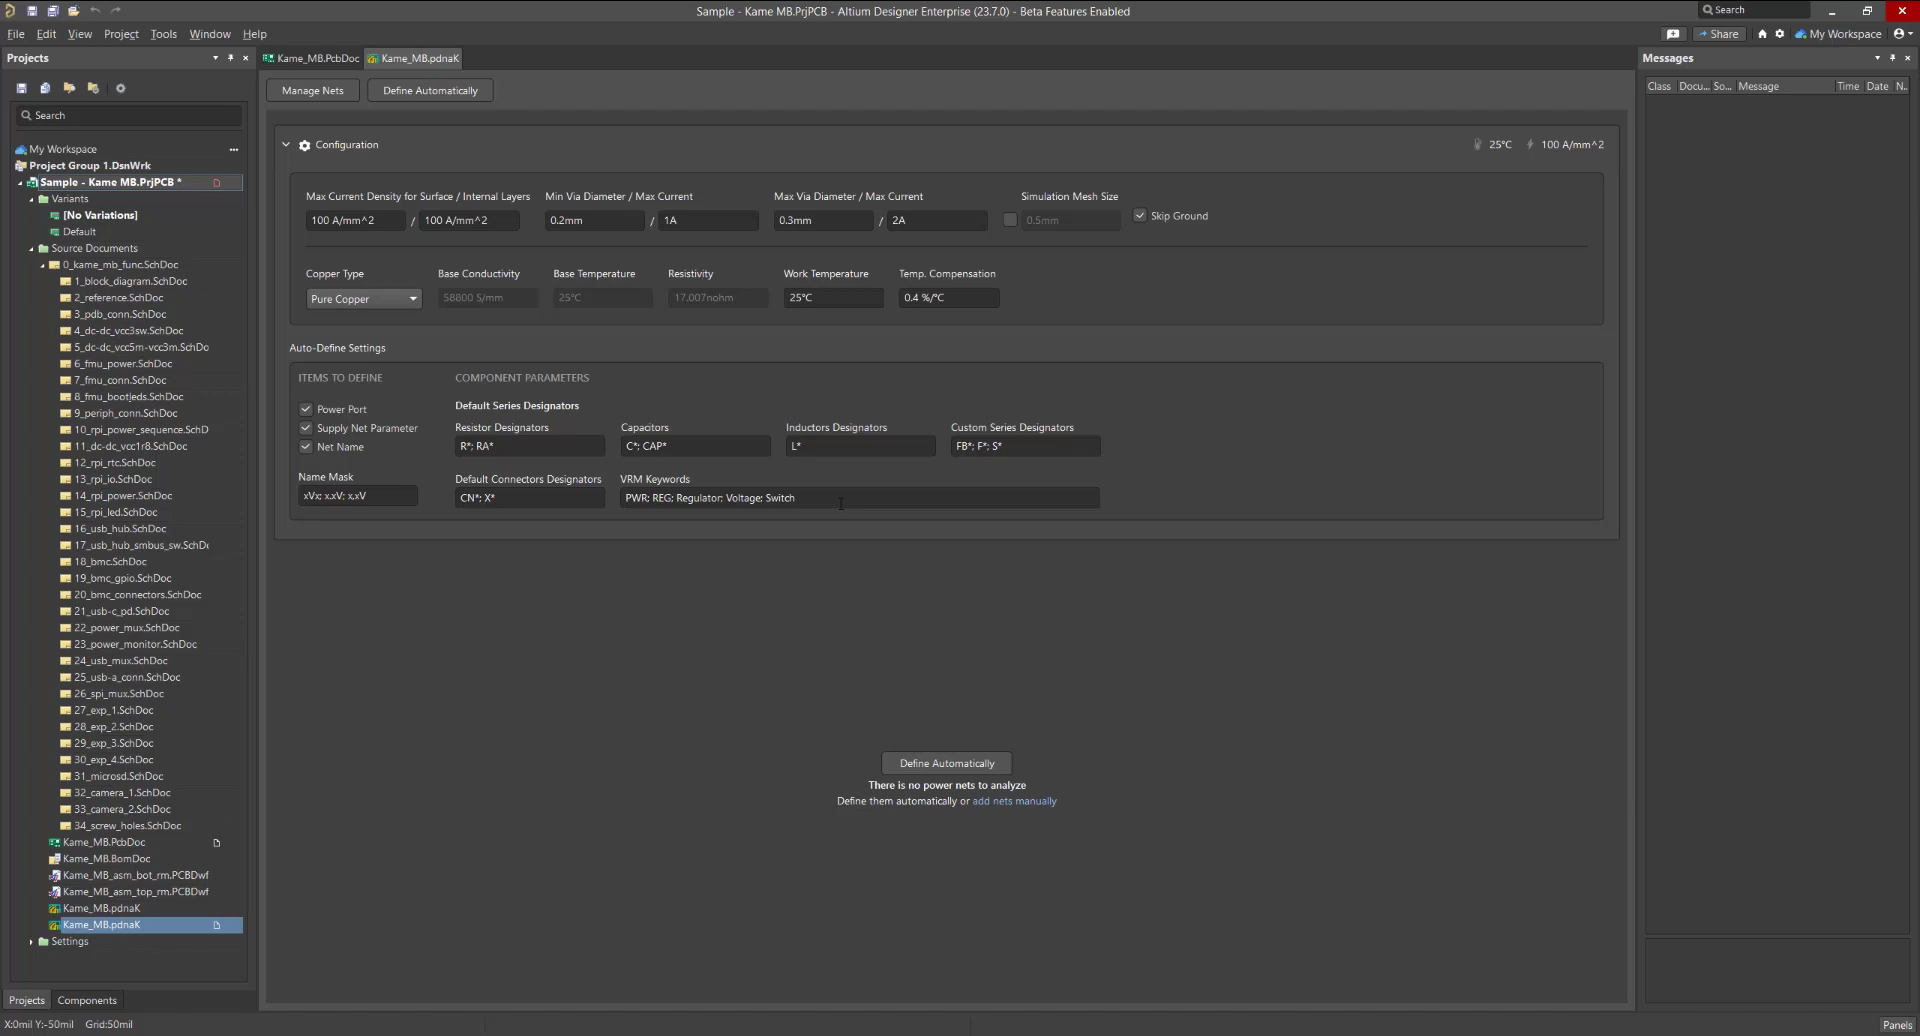 Sample - Kame MB.PrjPCB - Altium Designer Enterprise (23.7.0) - Beta Features Enabled
Search
File Edit View Project Tools Window Help
Share
My Workspace
Projects
Kame_MB.PcbDoc
Kame_MB.pdnaK
Messages
Manage Nets
Define Automatically
Class Docu... So... Message Time Date N..
Search
My Workspace
Project Group 1.DsnWrk
Sample - Kame MB.PrjPCB *
Variants
[No Variations]
Default
Source Documents
0_kame_mb_func.SchDoc
1_block_diagram.SchDoc
2_reference.SchDoc
3_pdb_conn.SchDoc
4_dc-dc_vcc3sw.SchDoc
5_dc-dc_vcc5m-vcc3m.SchDo
6_fmu_power.SchDoc
7_fmu_conn.SchDoc
8_fmu_bootleds.SchDoc
9_periph_conn.SchDoc
10_rpi_power_sequence.SchD
11_dc-dc_vcc1r8.SchDoc
12_rpi_rtc.SchDoc
13_rpi_io.SchDoc
14_rpi_power.SchDoc
15_rpi_led.SchDoc
16_usb_hub.SchDoc
17_usb_hub_smbus_sw.SchDo
18_bmc.SchDoc
19_bmc_gpio.SchDoc
20_bmc_connectors.SchDoc
21_usb-c_pd.SchDoc
22_power_mux.SchDoc
23_power_monitor.SchDoc
24_usb_mux.SchDoc
25_usb-a_conn.SchDoc
26_spi_mux.SchDoc
27_exp_1.SchDoc
28_exp_2.SchDoc
29_exp_3.SchDoc
30_exp_4.SchDoc
31_microsd.SchDoc
32_camera_1.SchDoc
33_camera_2.SchDoc
34_screw_holes.SchDoc
Kame_MB.PcbDoc
Kame_MB.BomDoc
Kame_MB_asm_bot_rm.PCBDwf
Kame_MB_asm_top_rm.PCBDwf
Kame_MB.pdnaK
Kame_MB.pdnaK
Settings
Configuration
25°C
100 A/mm^2
Max Current Density for Surface / Internal Layers
100 A/mm^2 / 100 A/mm^2
Min Via Diameter / Max Current
0.2mm / 1A
Max Via Diameter / Max Current
0.3mm / 2A
Simulation Mesh Size
0.5mm
Skip Ground
Copper Type
Pure Copper
Base Conductivity
58800 S/mm
Base Temperature
25°C
Resistivity
17.007nohm
Work Temperature
25°C
Temp. Compensation
0.4 %/°C
Auto-Define Settings
ITEMS TO DEFINE
Power Port
Supply Net Parameter
Net Name
Name Mask
xVx; x.xV; x,xV
COMPONENT PARAMETERS
Default Series Designators
Resistor Designators
R*; RA*
Capacitors
C*; CAP*
Inductors Designators
L*
Custom Series Designators
FB*; F*; S*
Default Connectors Designators
CN*; X*
VRM Keywords
PWR; REG; Regulator; Voltage; Switch
Define Automatically
There is no power nets to analyze
Define them automatically or add nets manually
Projects
Components
X:0mil Y:-50mil Grid:50mil
Panels